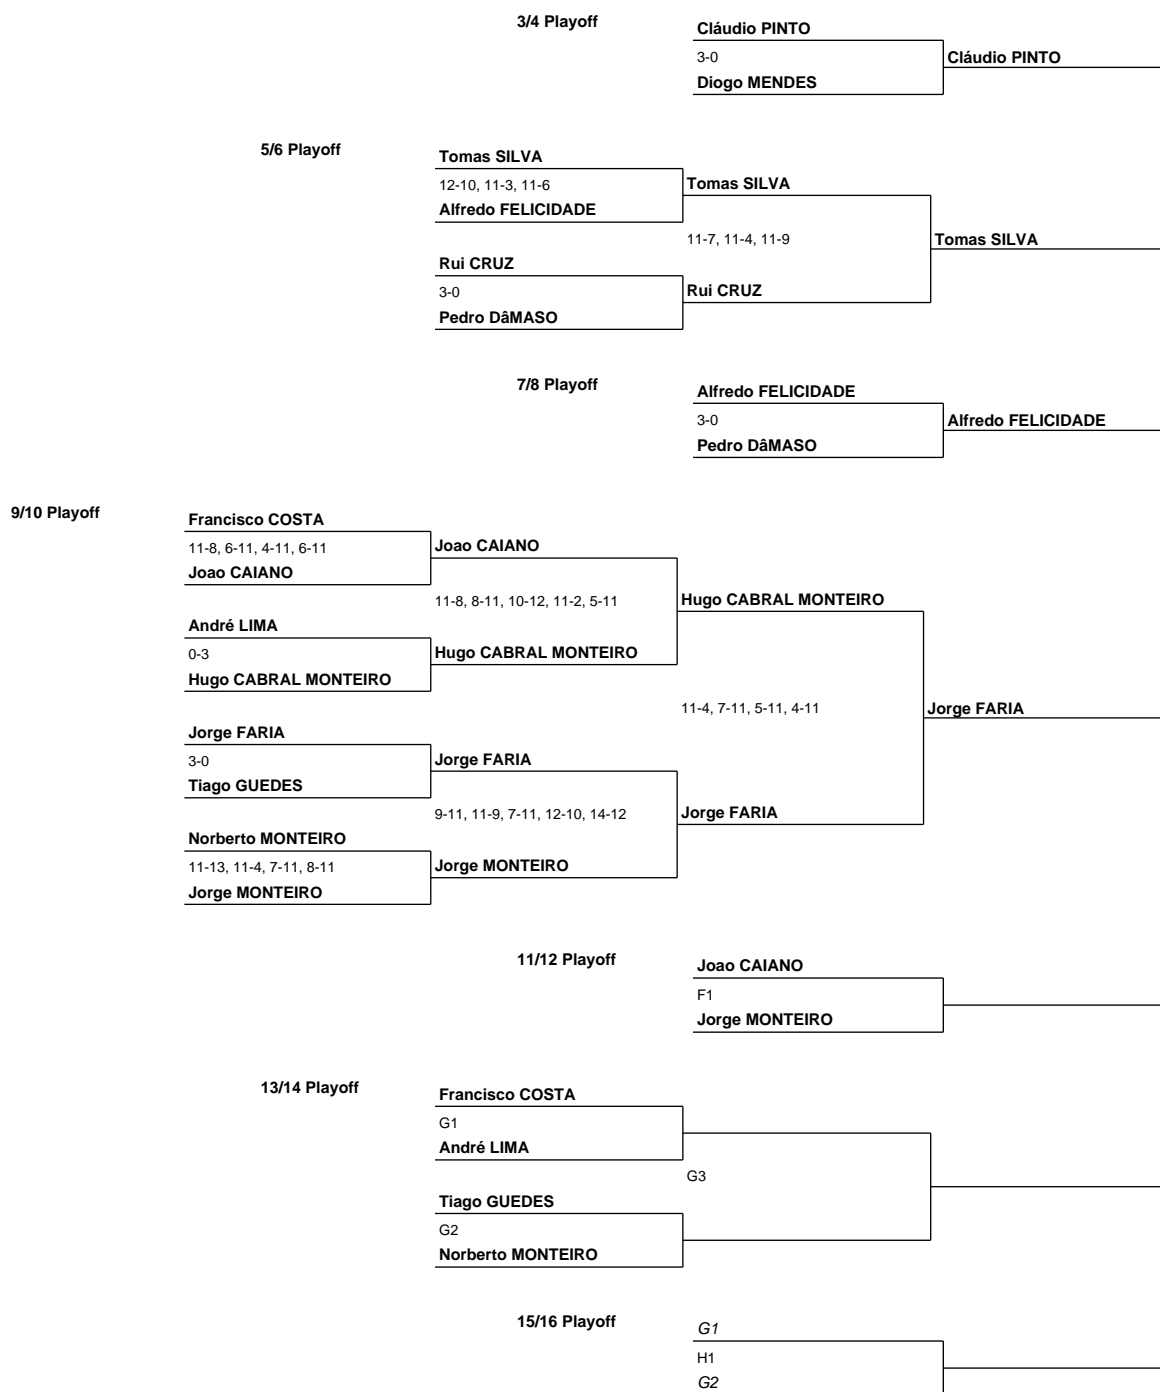 3/4 Playoff
Cláudio PINTO
3-0
Cláudio PINTO
Diogo MENDES
5/6 Playoff
Tomas SILVA
12-10, 11-3, 11-6
Tomas SILVA
Alfredo FELICIDADE
11-7, 11-4, 11-9
Tomas SILVA
Rui CRUZ
3-0
Rui CRUZ
Pedro DâMASO
7/8 Playoff
Alfredo FELICIDADE
3-0
Alfredo FELICIDADE
Pedro DâMASO
9/10 Playoff
Francisco COSTA
11-8, 6-11, 4-11, 6-11
Joao CAIANO
Joao CAIANO
11-8, 8-11, 10-12, 11-2, 5-11
Hugo CABRAL MONTEIRO
André LIMA
0-3
Hugo CABRAL MONTEIRO
Hugo CABRAL MONTEIRO
11-4, 7-11, 5-11, 4-11
Jorge FARIA
Jorge FARIA
3-0
Jorge FARIA
Tiago GUEDES
9-11, 11-9, 7-11, 12-10, 14-12
Jorge FARIA
Norberto MONTEIRO
11-13, 11-4, 7-11, 8-11
Jorge MONTEIRO
Jorge MONTEIRO
11/12 Playoff
Joao CAIANO
F1
Jorge MONTEIRO
13/14 Playoff
Francisco COSTA
G1
André LIMA
G3
Tiago GUEDES
G2
Norberto MONTEIRO
15/16 Playoff
G1
H1
G2